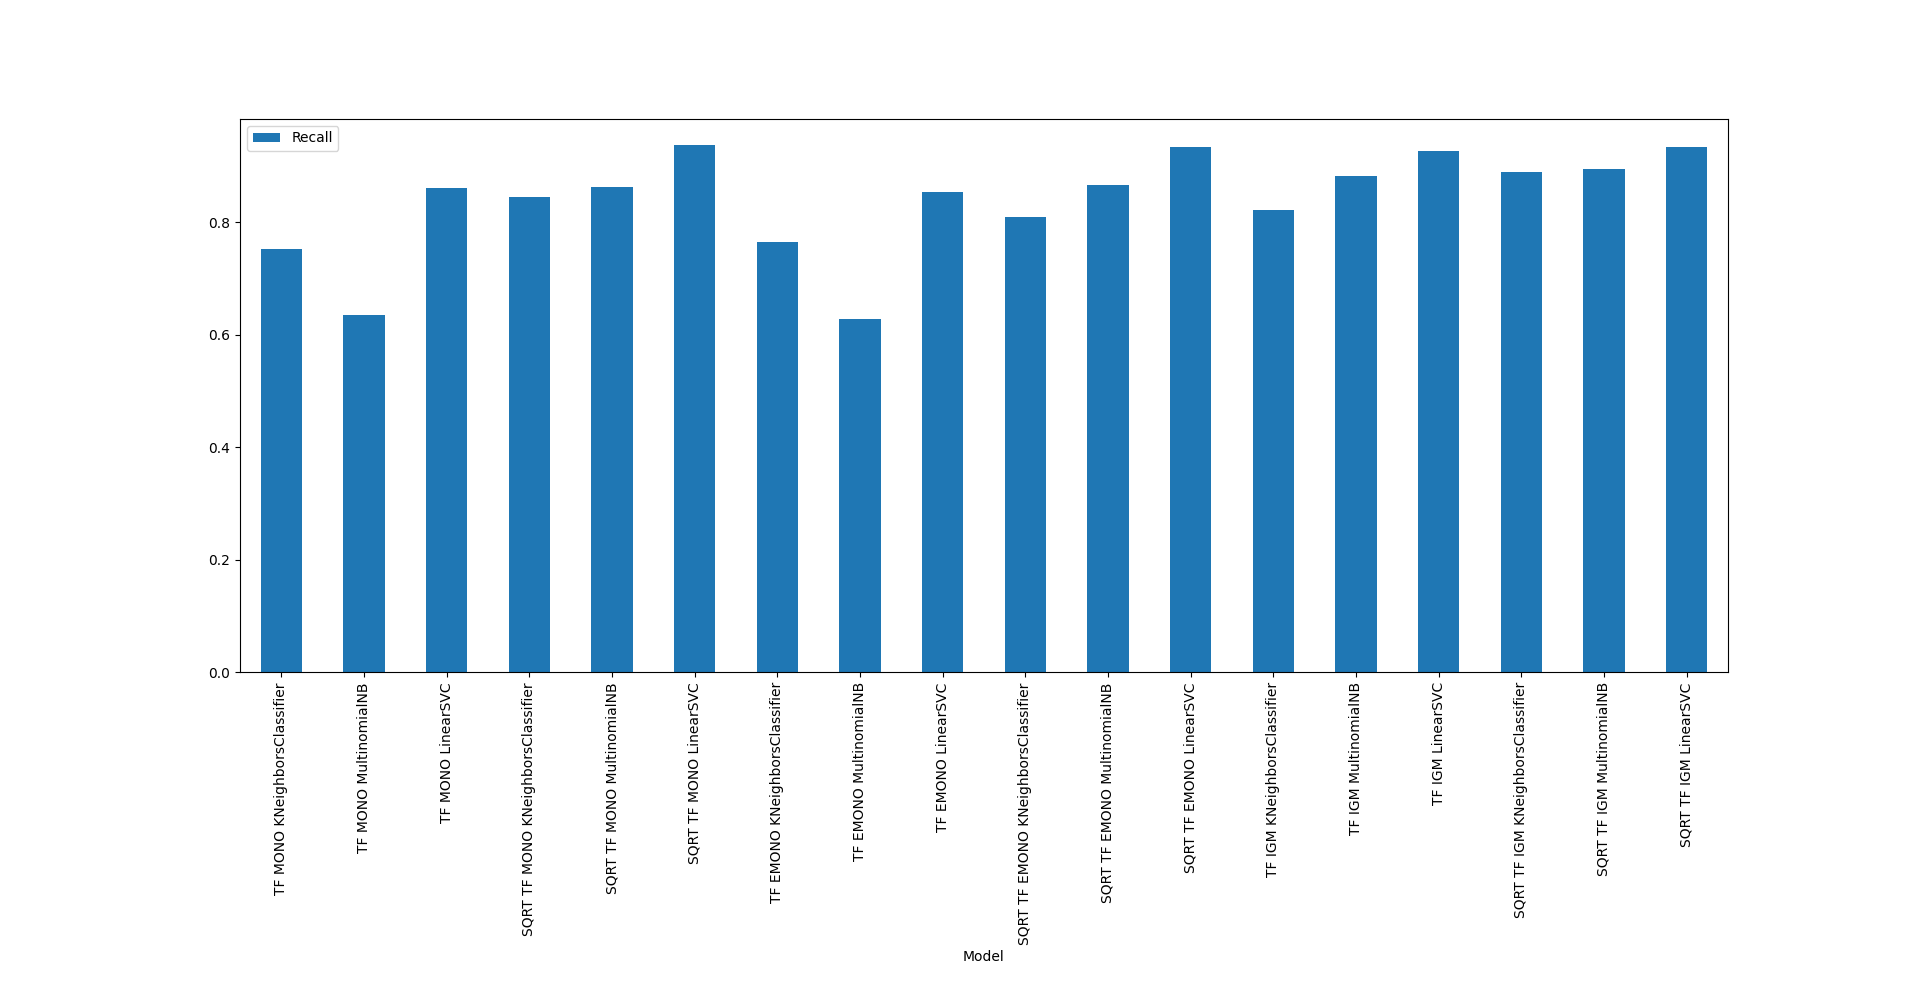 Recall
0.8
0.6
0.4
0.2
0.0
TF MONO KNeighborsClassifier
TF MONO MultinomialNB
TF MONO LinearSVC
SQRT TF MONO KNeighborsClassifier
SQRT TF MONO MultinomialNB
SQRT TF MONO LinearSVC
TF EMONO KNeighborsClassifier
TF EMONO MultinomialNB
TF EMONO LinearSVC
SQRT TF EMONO KNeighborsClassifier
SQRT TF EMONO MultinomialNB
SQRT TF EMONO LinearSVC
TF IGM KNeighborsClassifier
TF IGM MultinomialNB
TF IGM LinearSVC
SQRT TF IGM KNeighborsClassifier
SQRT TF IGM MultinomialNB
SQRT TF IGM LinearSVC
Model